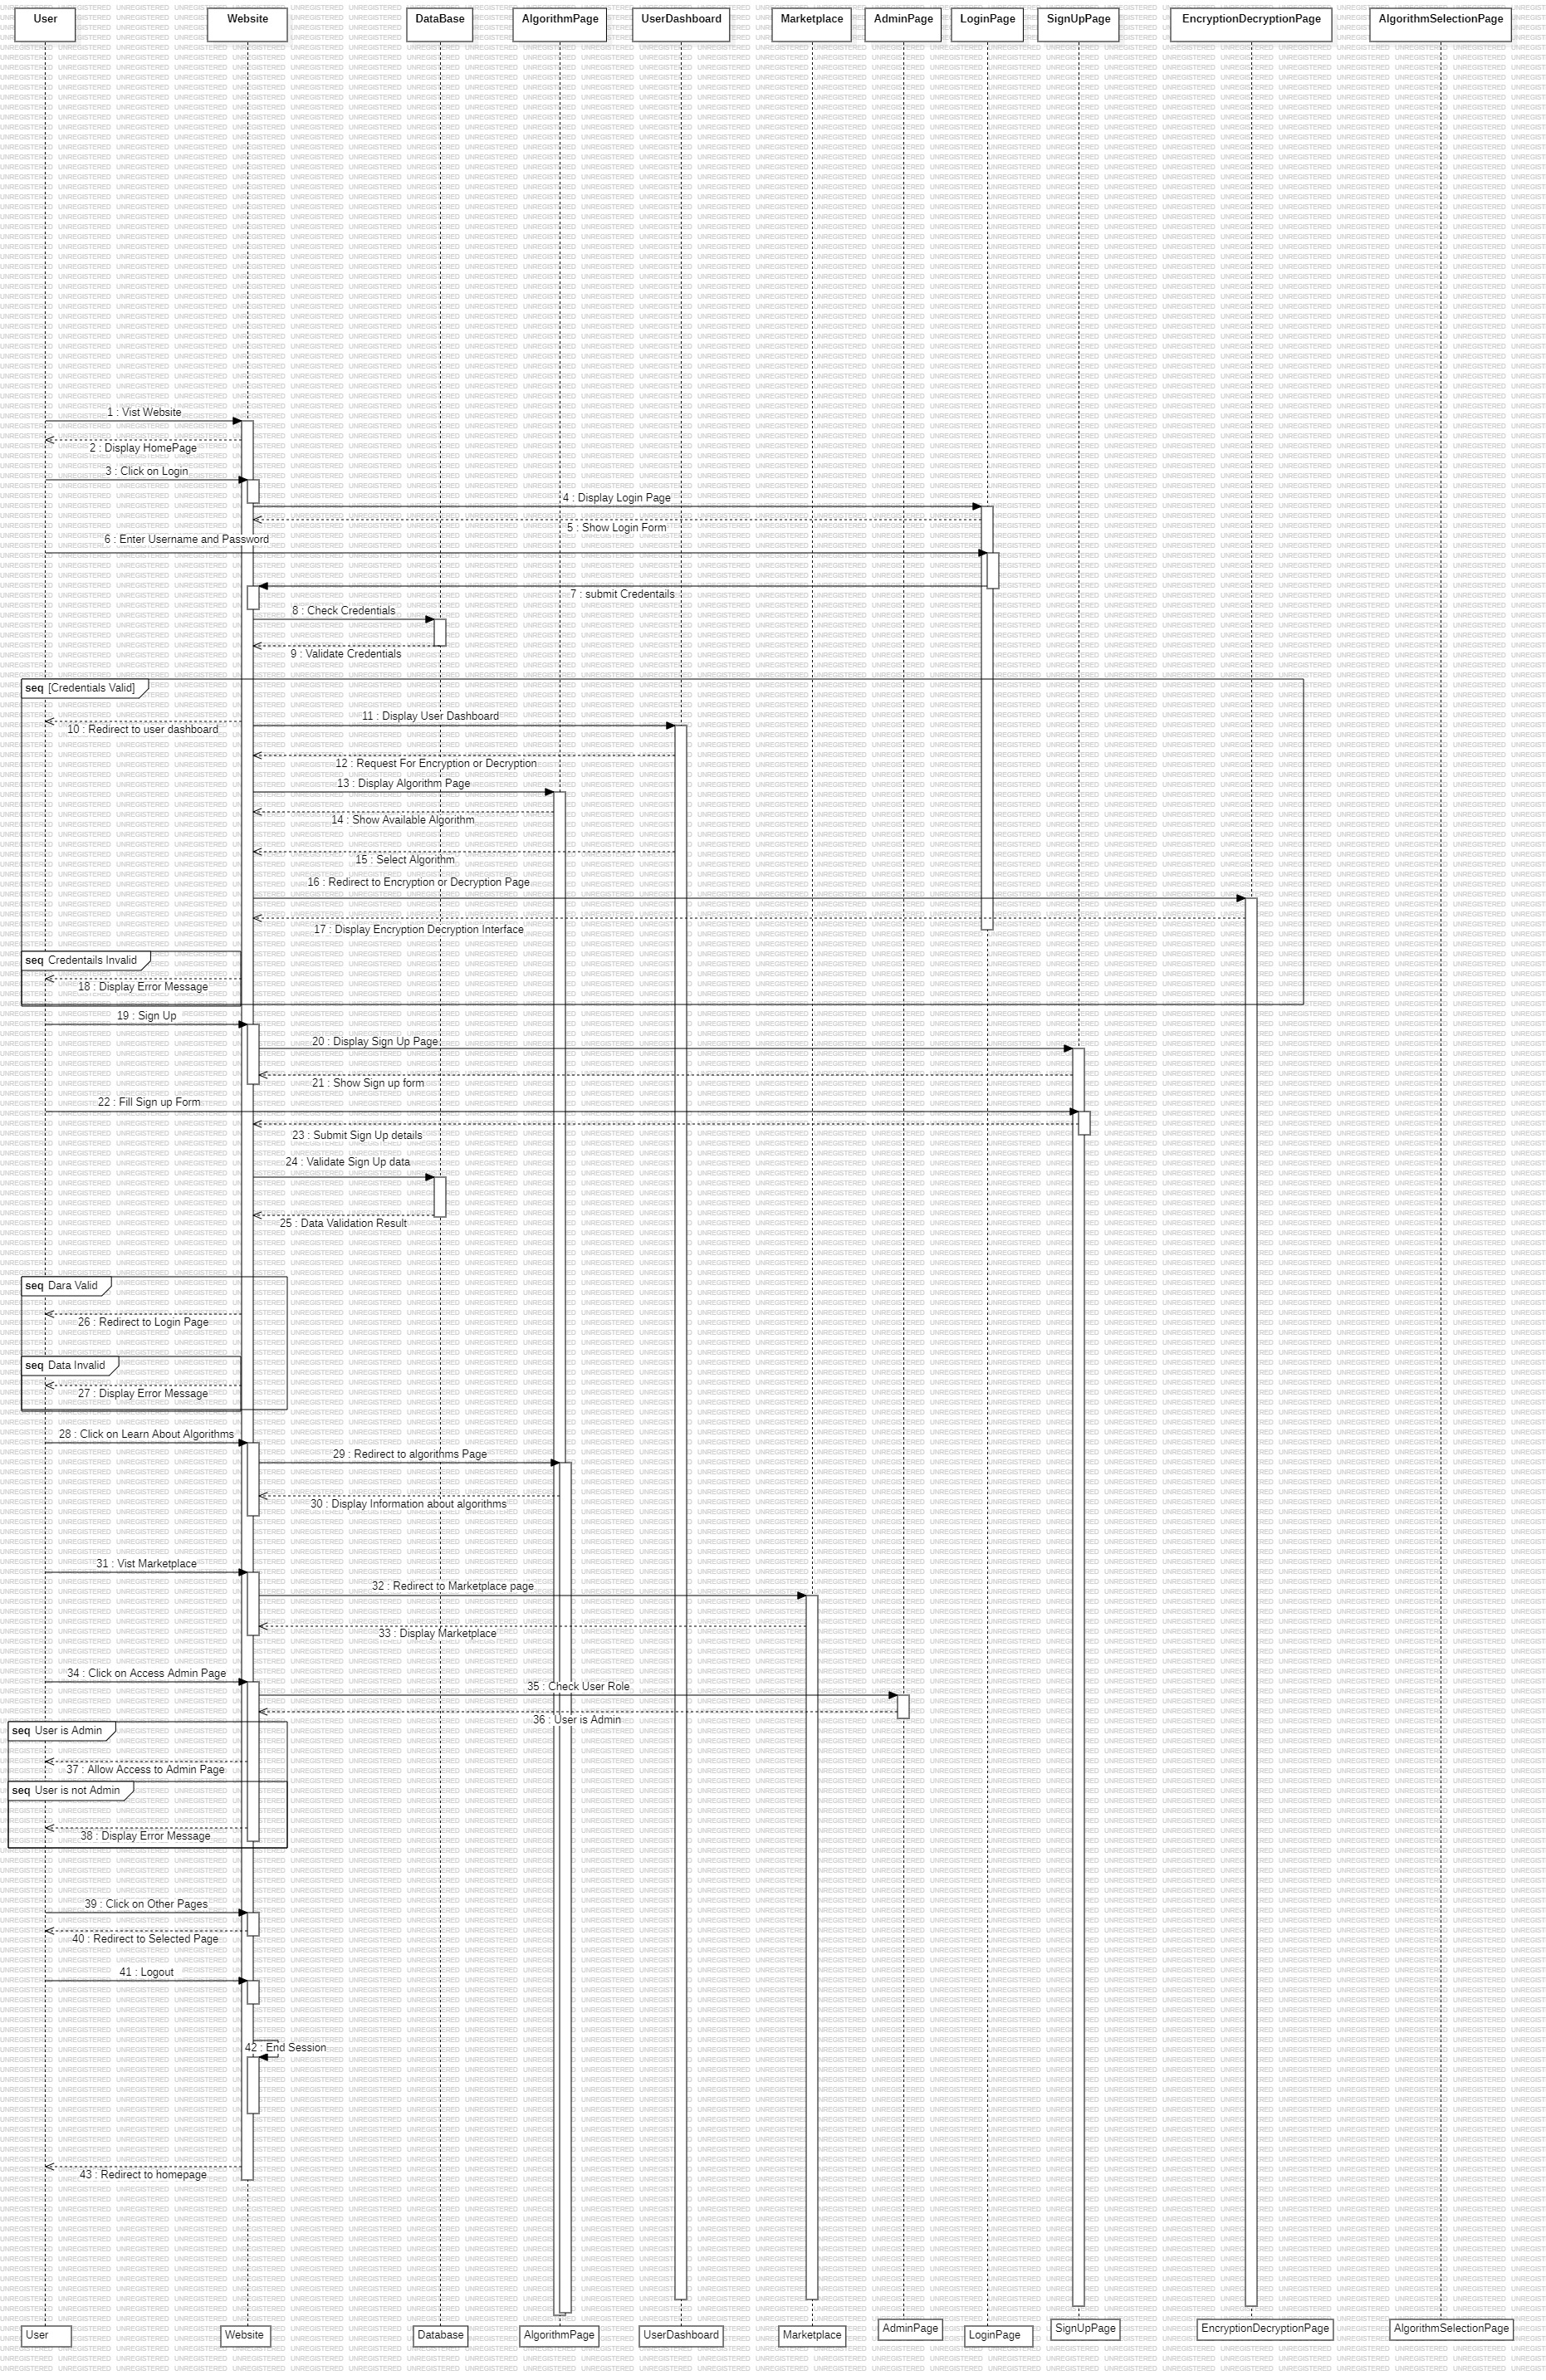 User
Website
DataBase
AlgorithmPage
UserDashboard
Marketplace
AdminPage
LoginPage
SignUpPage
EncryptionDecryptionPage
AlgorithmSelectionPage
1 : Vist Website
2 : Display HomePage
3 : Click on Login
4 : Display Login Page
5 : Show Login Form
6 : Enter Username and Password
7 : submit Credentails
8 : Check Credentials
9 : Validate Credentials
seq [Credentials Valid]
10 : Redirect to user dashboard
11 : Display User Dashboard
12 : Request For Encryption or Decryption
13 : Display Algorithm Page
14 : Show Available Algorithm
15 : Select Algorithm
16 : Redirect to Encryption or Decryption Page
17 : Display Encryption Decryption Interface
seq Credentails Invalid
18 : Display Error Message
19 : Sign Up
20 : Display Sign Up Page
21 : Show Sign up form
22 : Fill Sign up Form
23 : Submit Sign Up details
24 : Validate Sign Up data
25 : Data Validation Result
seq Dara Valid
26 : Redirect to Login Page
seq Data Invalid
27 : Display Error Message
28 : Click on Learn About Algorithms
29 : Redirect to algorithms Page
30 : Display Information about algorithms
31 : Vist Marketplace
32 : Redirect to Marketplace page
33 : Display Marketplace
34 : Click on Access Admin Page
35 : Check User Role
36 : User is Admin
seq User is Admin
37 : Allow Access to Admin Page
seq User is not Admin
38 : Display Error Message
39 : Click on Other Pages
40 : Redirect to Selected Page
41 : Logout
42 : End Session
43 : Redirect to homepage
User
Website
Database
AlgorithmPage
UserDashboard
Marketplace
AdminPage
LoginPage
SignUpPage
EncryptionDecryptionPage
AlgorithmSelectionPage
UNREGISTERED